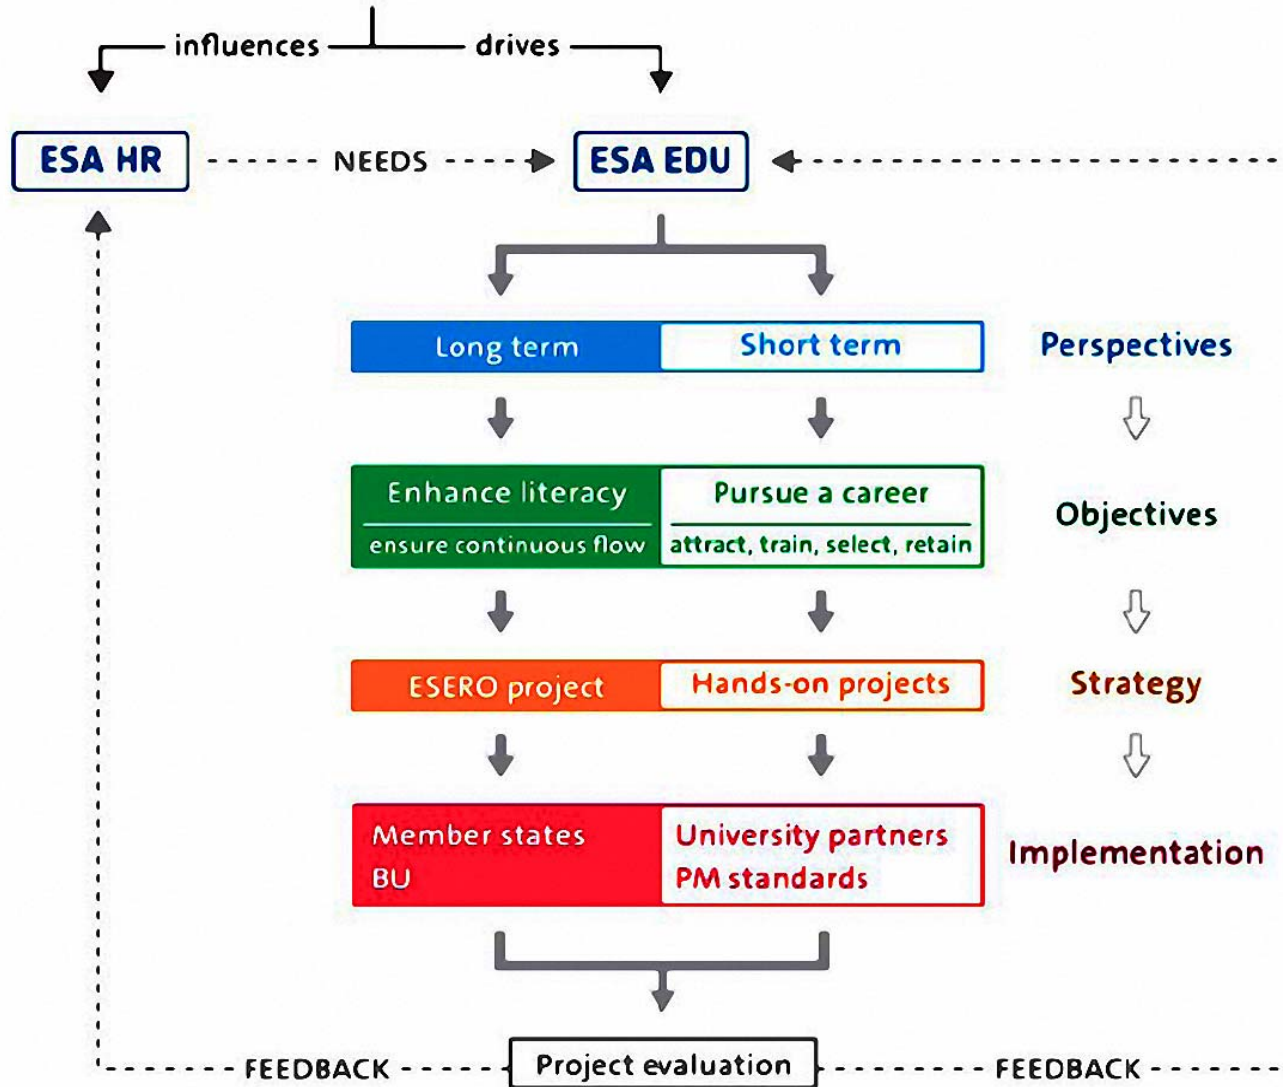 influences drives
ESA HR NEEDS ESA EDU
Long term Short term Perspectives
Enhance literacy Pursue a career
Objectives
ensure continuous flow attract, train, select, retain
ESERO project Hands-on projects Strategy
Member states University partners
Implementation
BU PM standards
FEEDBACK Project evaluation FEEDBACK